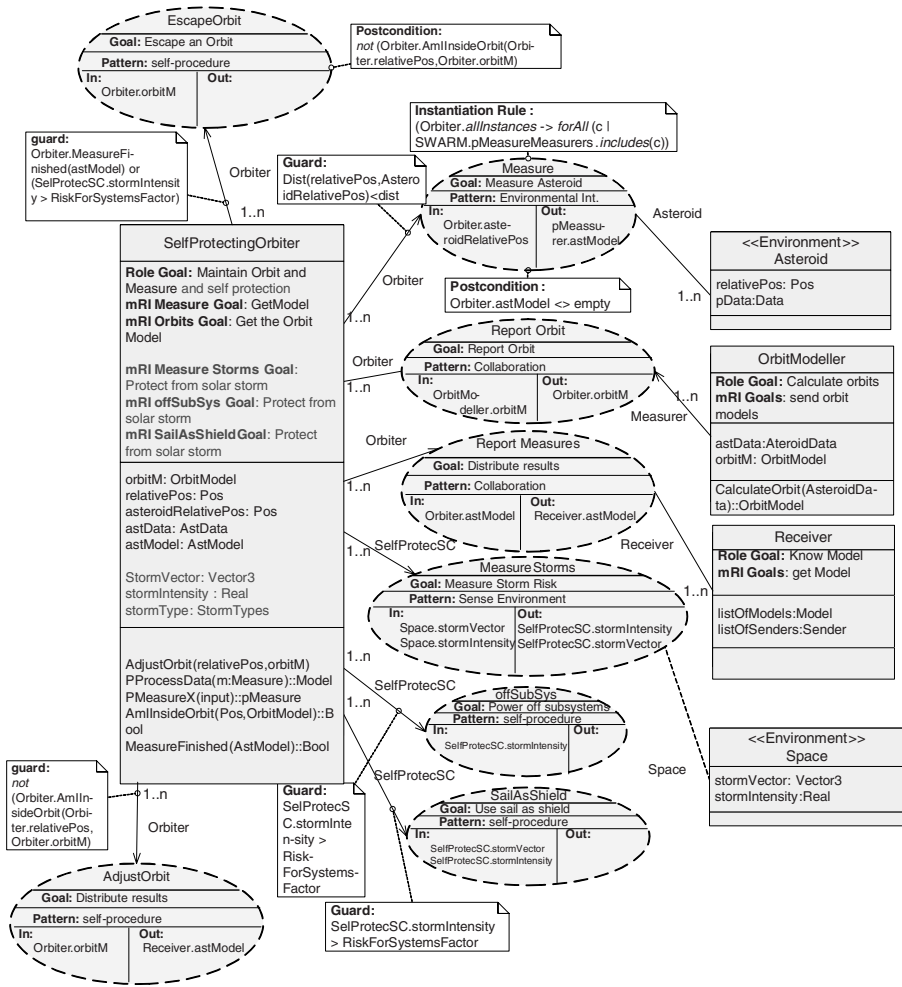 EscapeOrbit
Goal: Escape an Orbit
Pattern: self-procedure
In:
Out:
Orbiter.orbitM
Postcondition:
not (Orbiter.AmIInsideOrbit(Orbi-
ter.relativePos,Orbiter.orbitM)
guard:
Orbiter.MeasureFi-
nished(astModel) or
(SelProtecSC.stormIntensit
y > RiskForSystemsFactor)
Orbiter
1..n
Instantiation Rule :
(Orbiter.allInstances -> forAll (c |
SWARM.pMeasureMeasurers .includes(c))
Guard:
Dist(relativePos,Astero
idRelativePos)<dist
Measure
Goal: Measure Asteroid
Pattern: Environmental Int.
In:
Out:
Orbiter.aste-
roidRelativePos
pMeassu-
rer.astModel
Asteroid
1..n
<<Environment>>
Asteroid
relativePos: Pos
pData:Data
Postcondition :
Orbiter.astModel <> empty
Orbiter
1..n
SelfProtectingOrbiter
Role Goal: Maintain Orbit and
Measure and self protection
mRI Measure Goal: GetModel
mRI Orbits Goal: Get the Orbit
Model
mRI Measure Storms Goal:
Protect from solar storm
mRI offSubSys Goal: Protect from
solar storm
mRI SailAsShieldGoal: Protect
from solar storm
orbitM: OrbitModel
relativePos: Pos
asteroidRelativePos: Pos
astData: AstData
astModel: AstModel
StormVector: Vector3
stormIntensity : Real
stormType: StormTypes
AdjustOrbit(relativePos,orbitM)
PProcessData(m:Measure)::Model
PMeasureX(input)::pMeasure
AmIInsideOrbit(Pos,OrbitModel)::B
ool
MeasureFinished(AstModel)::Bool
Orbiter
1..n
Report Orbit
Goal: Report Orbit
Pattern: Collaboration
In:
Out:
OrbitMo-
deller.orbitM
Orbiter.orbitM
1..n
Measurer
OrbitModeller
Role Goal: Calculate orbits
mRI Goals: send orbit
models
astData:AteroidData
orbitM: OrbitModel
CalculateOrbit(AsteroidDa-
ta)::OrbitModel
Orbiter
1..n
Report Measures
Goal: Distribute results
Pattern: Collaboration
In:
Out:
Orbiter.astModel
Receiver.astModel
Receiver
1..n
Receiver
Role Goal: Know Model
mRI Goals: get Model
listOfModels:Model
listOfSenders:Sender
1..n
SelfProtecSC
MeasureStorms
Goal: Measure Storm Risk
Pattern: Sense Environment
In:
Out:
Space.stormVector
Space.stormIntensity
SelfProtecSC.stormIntensity
SelfProtecSC.stormVector
Space
<<Environment>>
Space
stormVector: Vector3
stormIntensity:Real
1..n
SelfProtecSC
offSubSys
Goal: Power off subsystems
Pattern: self-procedure
In:
Out:
SelfProtecSC.stormIntensity
1..n
SelfProtecSC
SailAsShield
Goal: Use sail as shield
Pattern: self-procedure
In:
Out:
SelfProtecSC.stormVector
SelfProtecSC.stormIntensity
Guard:
SelProtecS
C.stormInte
n-sity >
Risk-
ForSystems-
Factor
Guard:
SelProtecSC.stormIntensity
> RiskForSystemsFactor
guard:
not
(Orbiter.AmIIn-
sideOrbit(Orbi-
ter.relativePos,
Orbiter.orbitM)
1..n
Orbiter
AdjustOrbit
Goal: Distribute results
Pattern: self-procedure
In:
Out:
Orbiter.orbitM
Receiver.astModel